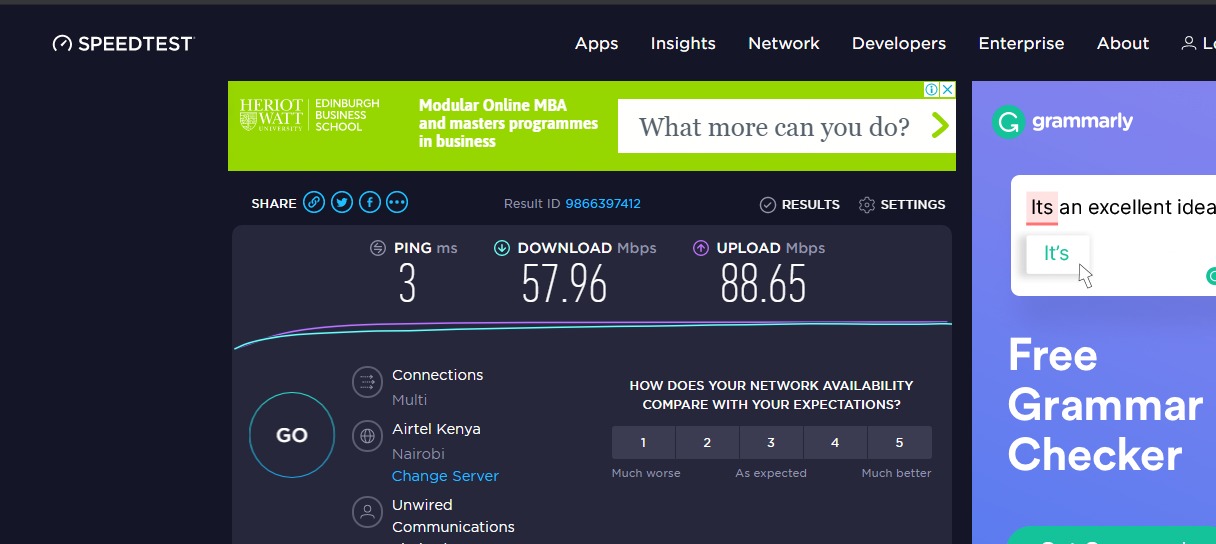 SPEEDTEST
Apps Insights Network Developers Enterprise About
HERIOT WATT UNIVERSITY
EDINBURGH BUSINESS SCHOOL
Modular Online MBA
and masters programmes
in business
What more can you do?
grammarly
Its an excellent idea
It's
Free
Grammar
Checker
SHARE Result ID 9866397412 RESULTS SETTINGS
PING ms DOWNLOAD Mbps UPLOAD Mbps
3 57.96 88.65
GO
Connections
Multi
Airtel Kenya
Nairobi
Change Server
Unwired
Communications
HOW DOES YOUR NETWORK AVAILABILITY
COMPARE WITH YOUR EXPECTATIONS?
1 2 3 4 5
Much worse As expected Much better